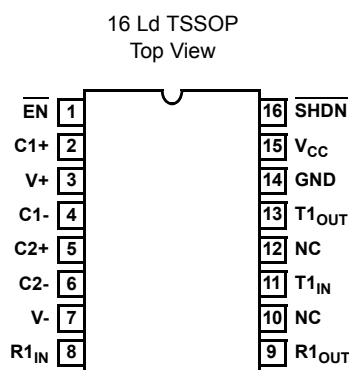 16 Ld TSSOP
Top View
EN 1 16 SHDN
C1+ 2 15 VCC
V+ 3 14 GND
C1- 4 13 T1OUT
C2+ 5 12 NC
C2- 6 11 T1IN
V- 7 10 NC
R1IN 8 9 R1OUT